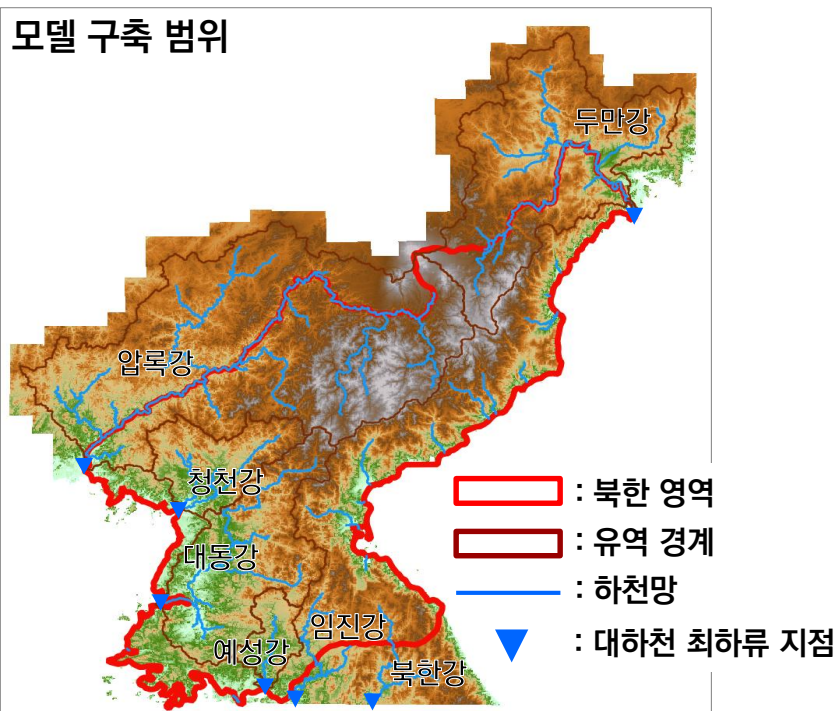 모델 구축 범위
두만강
압록강
청천강
대동강
예성강
임진강
북한강
: 북한 영역
: 유역 경계
: 하천망
: 대하천 최하류 지점